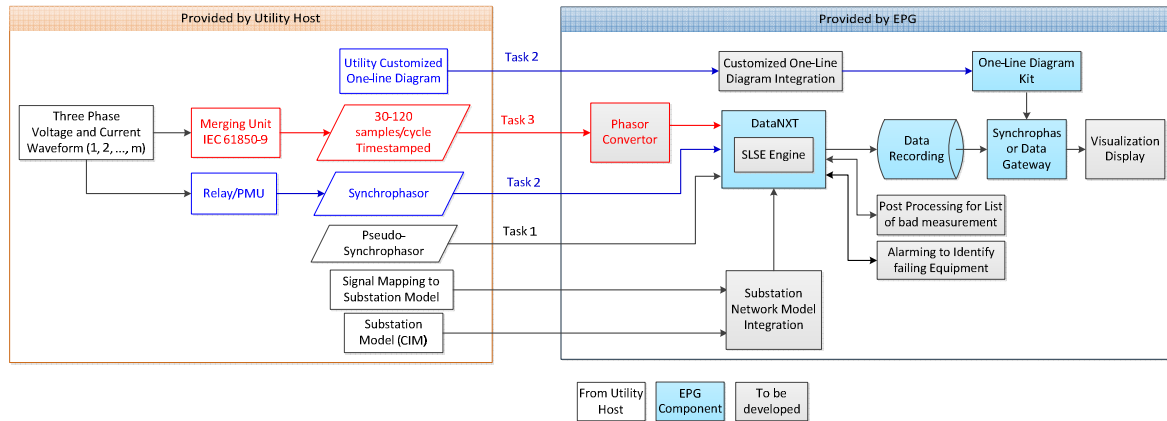 Provided by Utility Host
Provided by EPG
Utility Customized
One-line Diagram
Task 2
Customized One-Line
Diagram Integration
One-Line Diagram
Kit
Three Phase
Voltage and Current
Waveform (1, 2, ..., m)
Merging Unit
IEC 61850-9
30-120
samples/cycle
Timestamped
Task 3
Phasor
Convertor
DataNXT
SLSE Engine
Data
Recording
Synchrophas
or Data
Gateway
Visualization
Display
Relay/PMU
Synchrophasor
Task 2
Pseudo-
Synchrophasor
Task 1
Post Processing for List
of bad measurement
Alarming to Identify
failing Equipment
Signal Mapping to
Substation Model
Substation
Model (CIM)
Substation
Network Model
Integration
From Utility
Host
EPG
Component
To be
developed